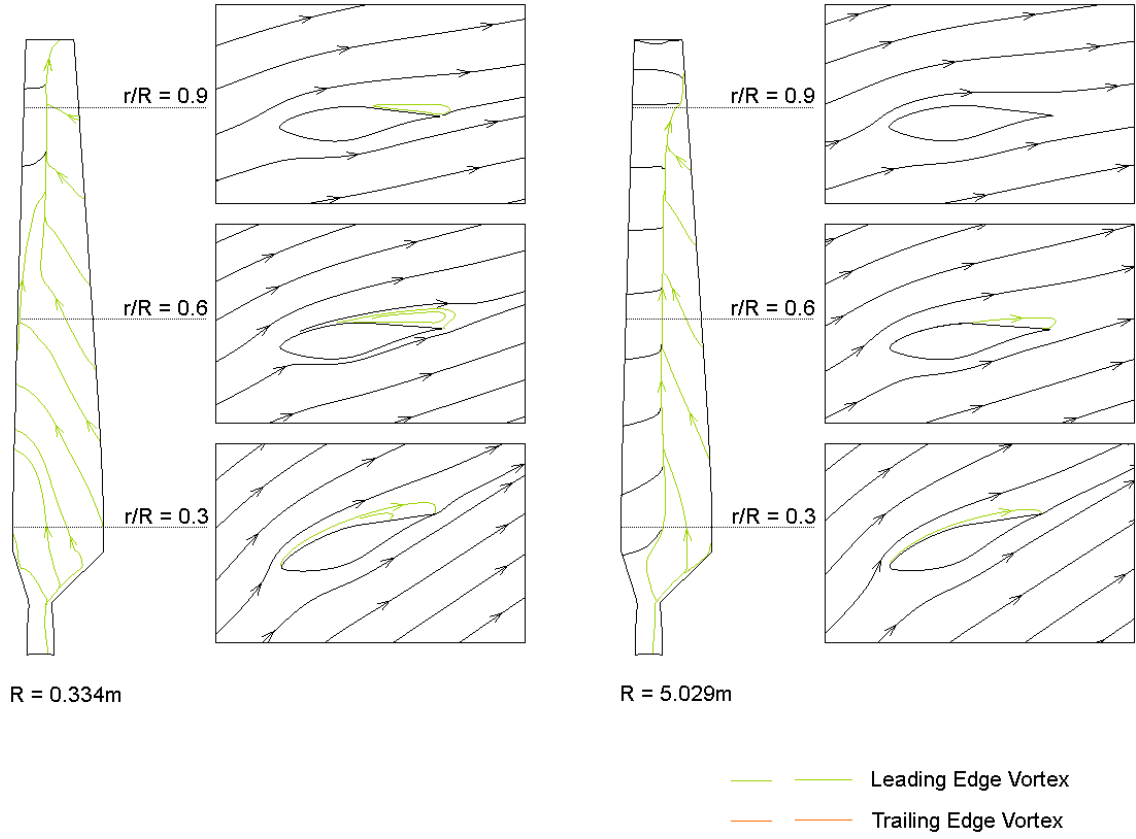 r/R = 0.9
r/R = 0.6
r/R = 0.3
R = 0.334m
r/R = 0.9
r/R = 0.6
r/R = 0.3
R = 5.029m
Leading Edge Vortex
Trailing Edge Vortex